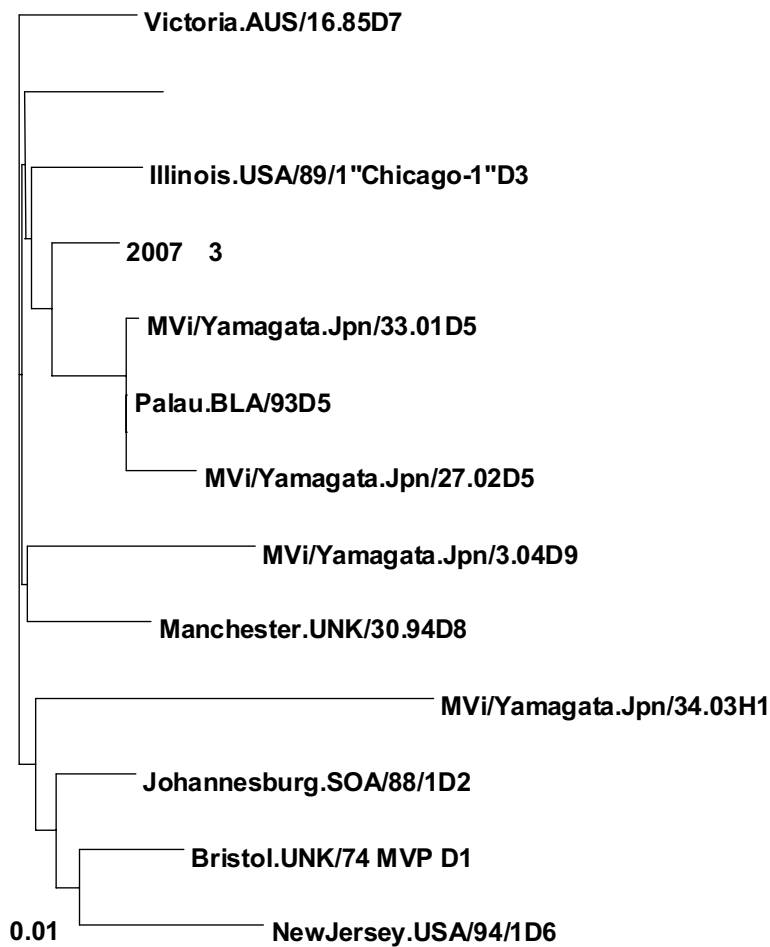 Victoria.AUS/16.85D7
Illinois.USA/89/1"Chicago-1"D3
2007 3
MVi/Yamagata.Jpn/33.01D5
Palau.BLA/93D5
MVi/Yamagata.Jpn/27.02D5
MVi/Yamagata.Jpn/3.04D9
Manchester.UNK/30.94D8
MVi/Yamagata.Jpn/34.03H1
Johannesburg.SOA/88/1D2
Bristol.UNK/74 MVP D1
NewJersey.USA/94/1D6
0.01